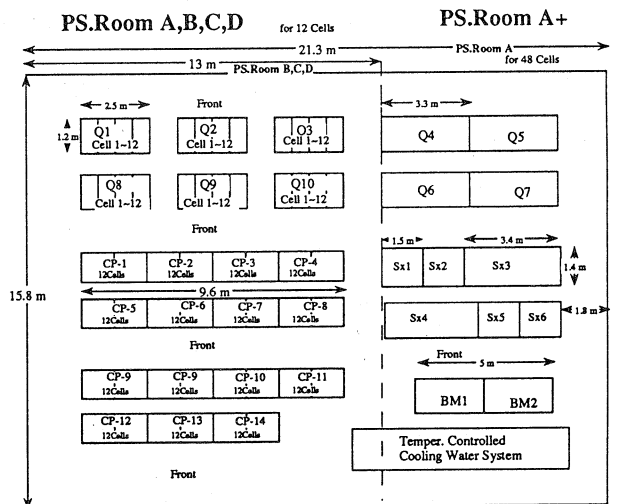 PS.Room A,B,C,D for 12 Cells PS.Room A+
21.3 m PS.Room A
13 m for 48 Cells
PS.Room B,C,D
2.5 m Front 3.3 m
1.2 m Q1 Q2 Q3 Q4 Q5
Cell 1~12 Cell 1~12 Cell 1~12
Q8 Q9 Q10 Q6 Q7
Cell 1~12 Cell 1~12 Cell 1~12
Front
1.5 m 3.4 m
CP-1 CP-2 CP-3 CP-4 Sx1 Sx2 Sx3 1.4 m
12Cells 12Cells 12Cells 12Cells
15.8 m 9.6 m
CP-5 CP-6 CP-7 CP-8 Sx4 Sx5 Sx6 1.8 m
12Cells 12Cells 12Cells 12Cells
Front Front
5 m
CP-9 CP-9 CP-10 CP-11
12Cells 12Cells 12Cells 12Cells
BM1 BM2
CP-12 CP-13 CP-14
12Cells 12Cells 12Cells
Temper. Controlled
Cooling Water System
Front